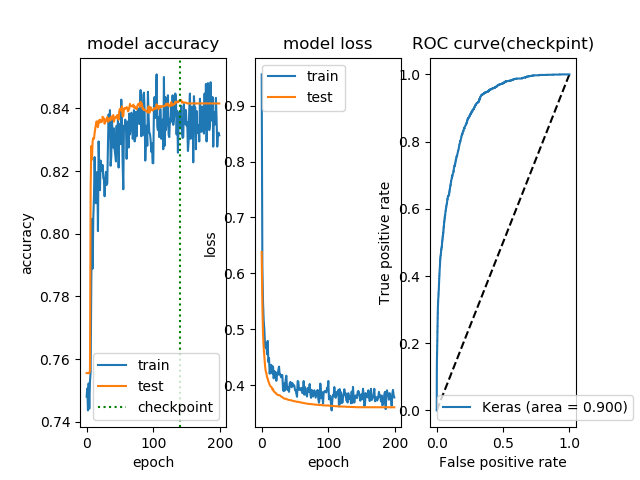 model accuracy
0.84
0.82
0.80
0.78
0.76
0.74
accuracy
train
test
checkpoint
0 100 200
epoch
model loss
train
test
0.9
0.8
0.7
0.6
0.5
0.4
loss
0 100 200
epoch
ROC curve(checkpint)
1.0
0.8
0.6
0.4
0.2
0.0
True positive rate
Keras (area = 0.900)
0.0 0.5 1.0
False positive rate